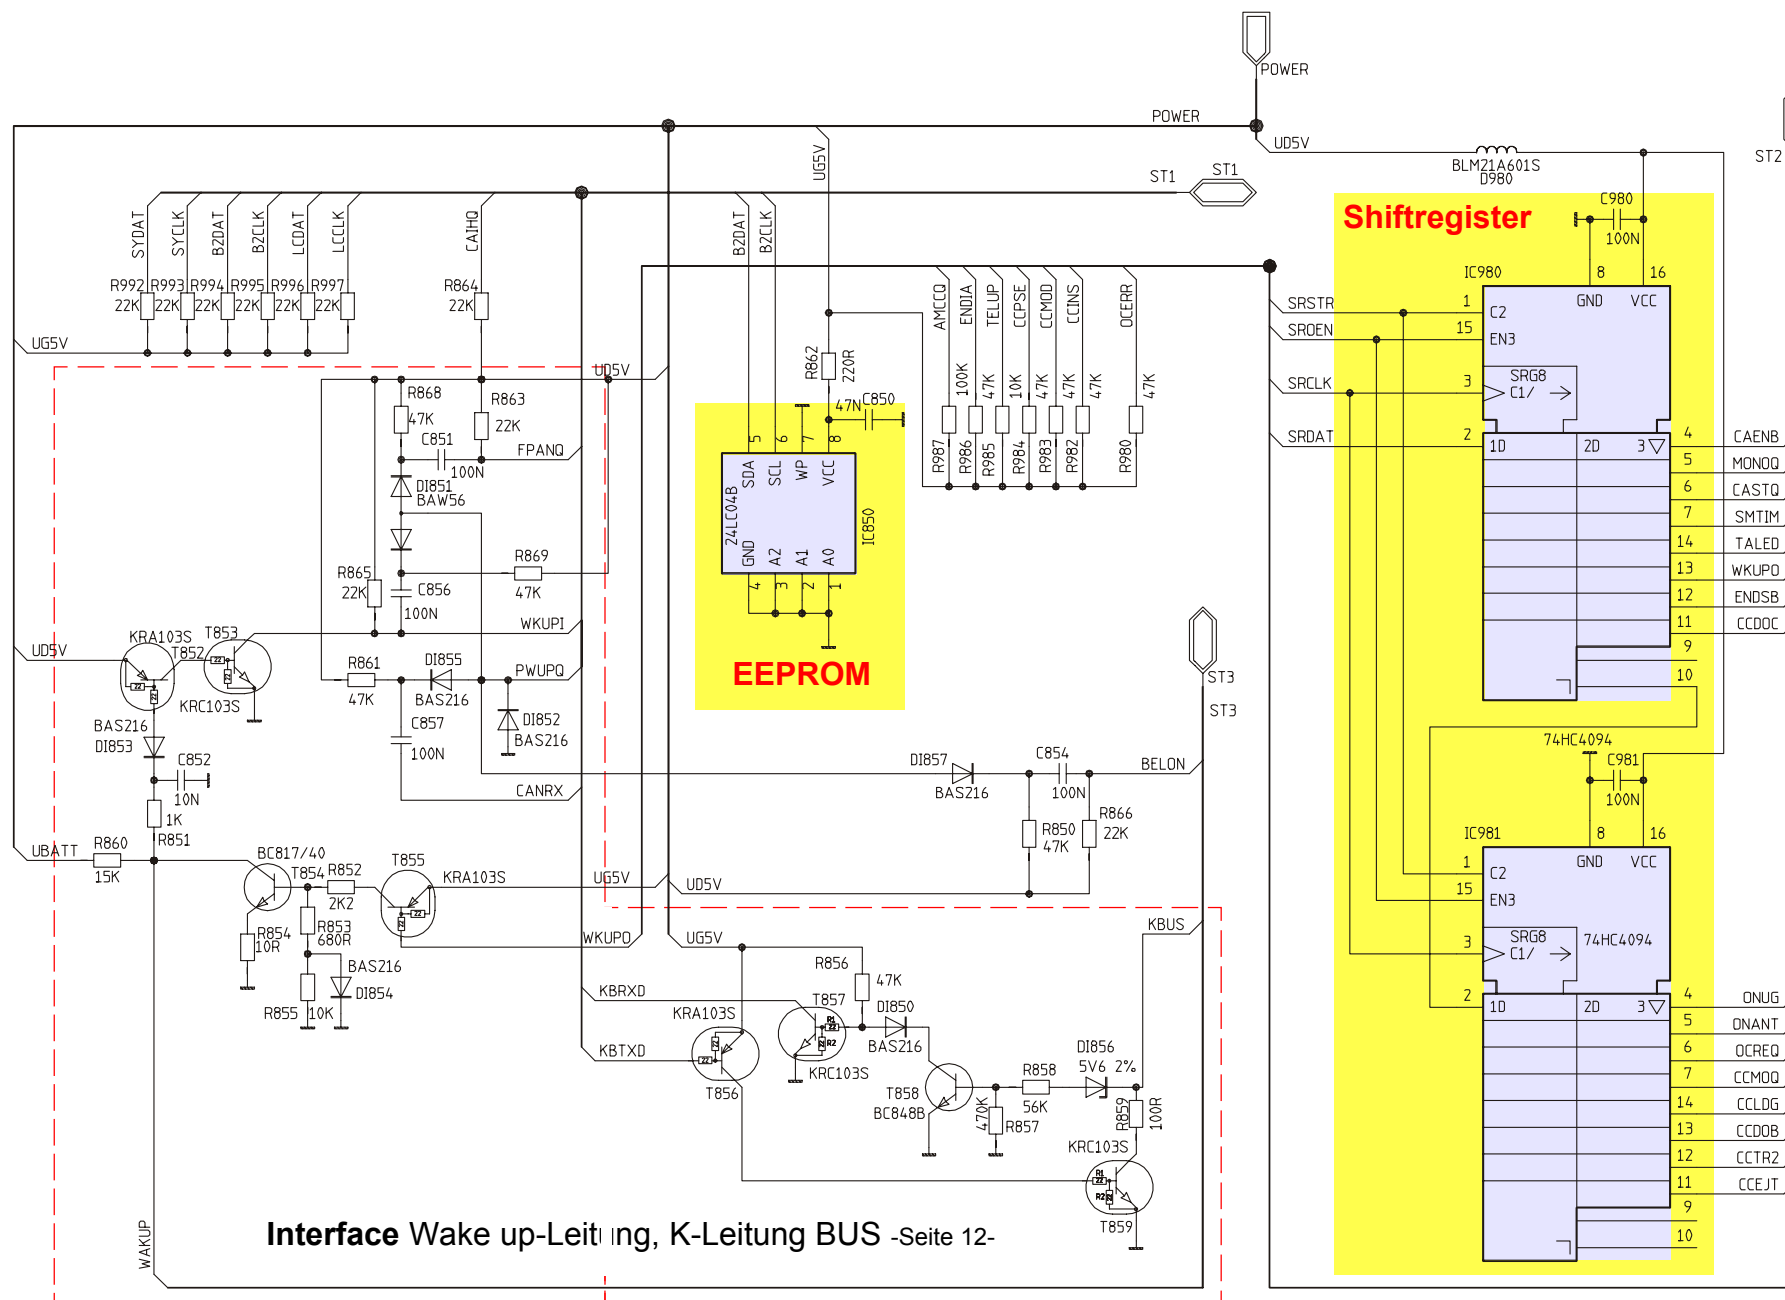 POWER
POWER
UD5V
BLM21A601S
D980
ST2
ST1
ST1
UG5V
SYDAT
SYCLK
B2DAT
B2CLK
LCDAT
LCCLK
CAIHQ
B2DAT
B2CLK
R992 R993 R994 R995 R996 R997
22K 22K 22K 22K 22K 22K
R864
22K
UG5V
AMCCQ
ENDIA
TELUP
CCPSE
CCMOD
CCINS
OCERR
100K
47K
10K
47K
47K
47K
47K
R987
R986
R985
R984
R983
R982
R980
R862
220R
47N C850
UD5V
R868
47K
R863
22K
C851
100N
FPANQ
DI851
BAW56
R869
47K
R865
22K
C856
100N
WKUPI
5 6 7 8
SDA SCL WP VCC
24LC04B
IC850
GND A2 A1 A0
4 3 2 1
EEPROM
UD5V
KRA103S
T852
T853
KRC103S
BAS216
DI853
C852
10N
1K
R851
R861
47K
DI855
BAS216
PWUPQ
C857
100N
DI852
BAS216
CANRX
ST3
ST3
DI857
BAS216
C854
100N
BELON
R850
47K
R866
22K
UBATT
R860
15K
BC817/40
T854
R852
2K2
T855
KRA103S
UG5V
UD5V
R854
10R
R853
680R
BAS216
DI854
R855
10K
WKUPO
UG5V
KBUS
R856
47K
KBRXD
T857
DI850
BAS216
KRA103S
KBTXD
KRC103S
T856
R1
R2
T858
BC848B
R858
56K
DI856
5V6 2%
470K
R857
R859
100R
KRC103S
R1
R2
T859
WAKUP
Interface Wake up-Leitung, K-Leitung BUS -Seite 12-
Shiftregister
C980
100N
IC980
8 16
GND VCC
SRSTR
SROEN
SRCLK
SRDAT
1 C2
15 EN3
3 SRG8
C1/
2 1D 2D 3
4 CAENB
5 MONOQ
6 CASTQ
7 SMTIM
14 TALED
13 WKUPO
12 ENDSB
11 CCDOC
9
10
74HC4094
C981
100N
IC981
8 16
GND VCC
1 C2
15 EN3
3 SRG8
C1/
74HC4094
2 1D 2D 3
4 ONUG
5 ONANT
6 OCREQ
7 CCMOQ
14 CCLDG
13 CCDOB
12 CCTR2
11 CCEJT
9
10